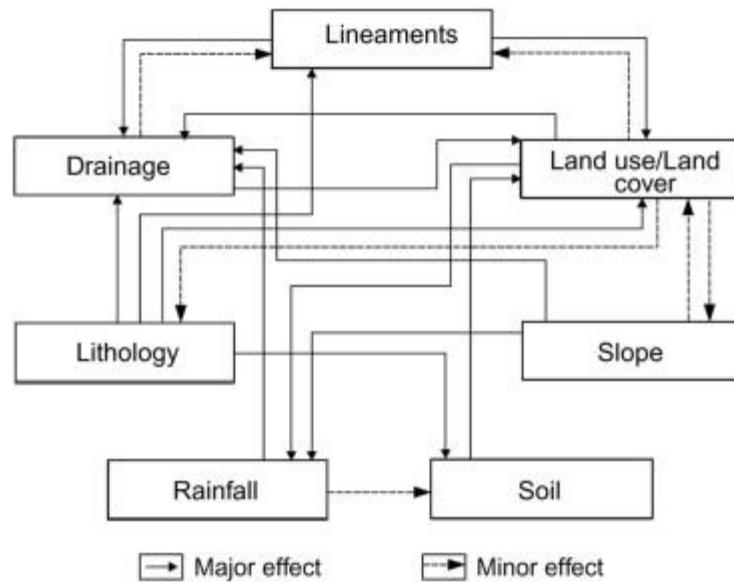 Lineaments
Drainage
Land use/Land
cover
Lithology
Slope
Rainfall
Soil
Major effect
Minor effect